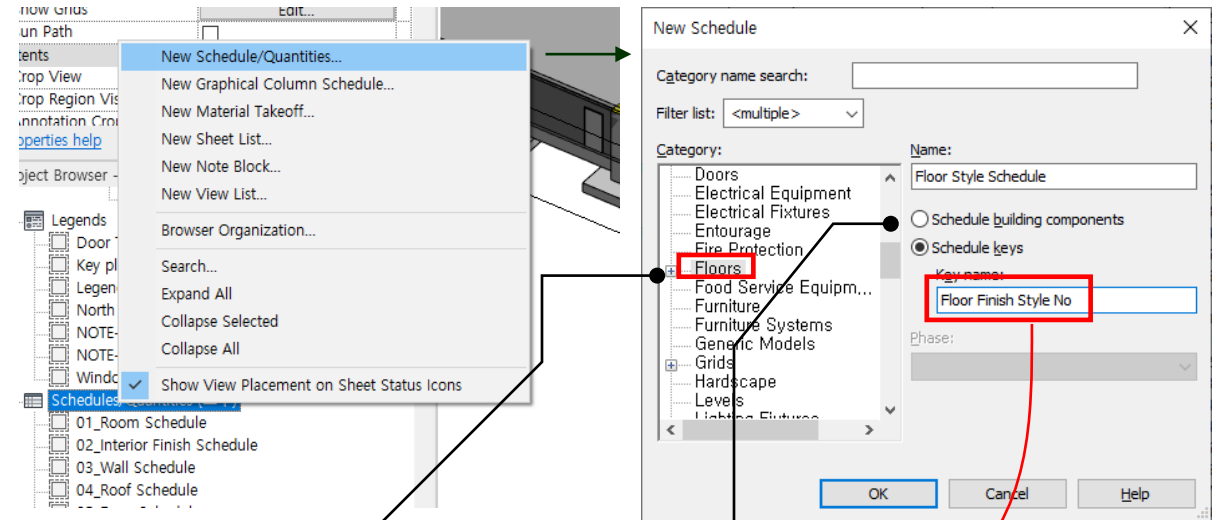 Show Grids
Edit...
Sun Path
tents
Crop View
Crop Region Vis
Annotation Crop
operties help
oject Browser -
Legends
Door T
Key pl
Legen
North
NOTE-
NOTE-
Windo
Schedules/Quantities
01_Room Schedule
02_Interior Finish Schedule
03_Wall Schedule
04_Roof Schedule
New Schedule/Quantities...
New Graphical Column Schedule...
New Material Takeoff...
New Sheet List...
New Note Block...
New View List...
Browser Organization...
Search...
Expand All
Collapse Selected
Collapse All
Show View Placement on Sheet Status Icons
New Schedule
Category name search:
Filter list: <multiple>
Category:
Doors
Electrical Equipment
Electrical Fixtures
Entourage
Fire Protection
Floors
Food Service Equipm...
Furniture
Furniture Systems
Generic Models
Grids
Hardscape
Levels
Lighting Fixtures
Name:
Floor Style Schedule
Schedule building components
Schedule keys
Key name:
Floor Finish Style No
Phase:
OK
Cancel
Help